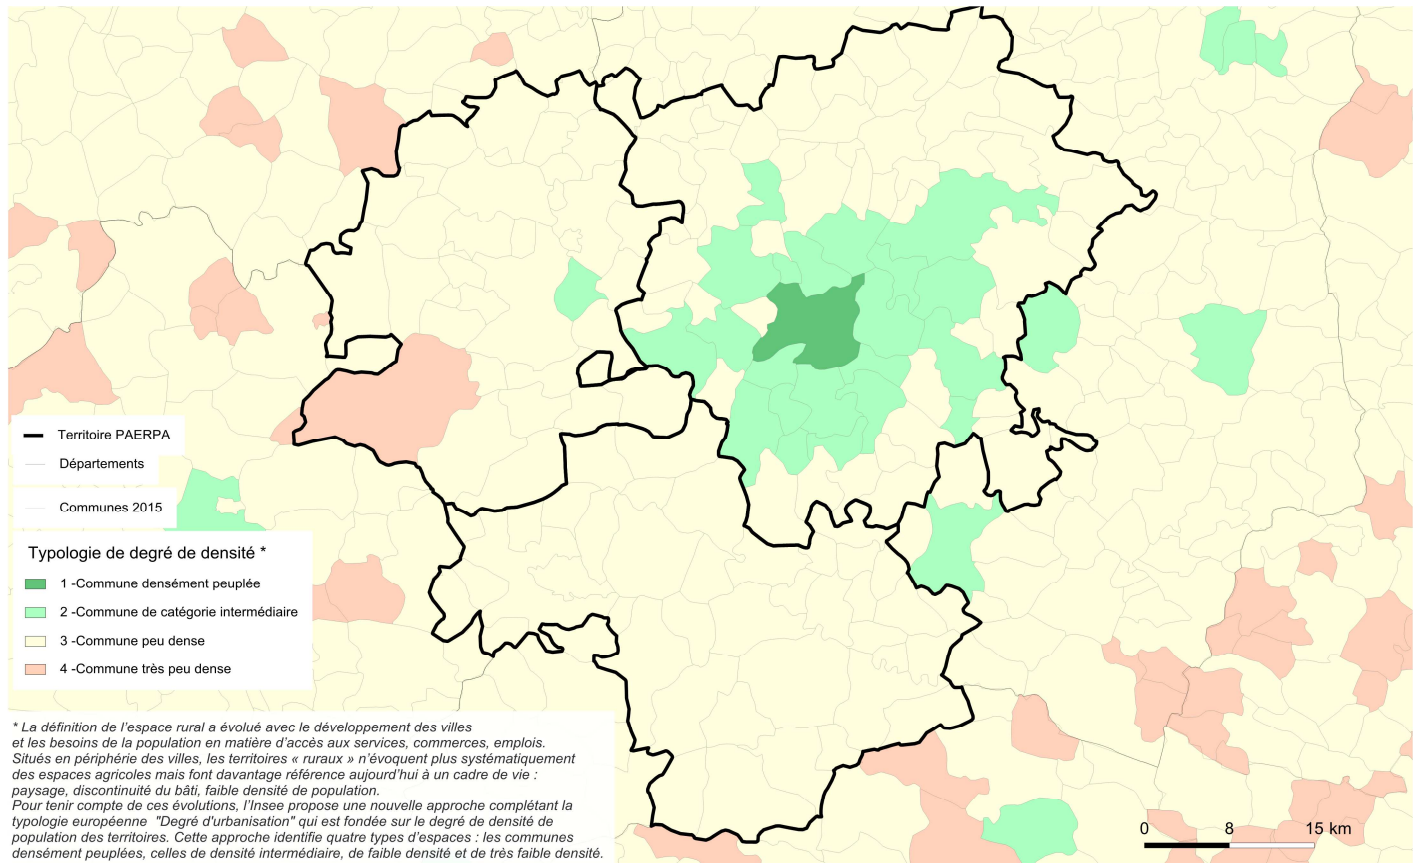 Territoire PAERPA
Départements
Communes 2015
Typologie de degré de densité *
1 -Commune densément peuplée
2 -Commune de catégorie intermédiaire
3 -Commune peu dense
4 -Commune très peu dense
* La définition de l'espace rural a évolué avec le développement des villes
et les besoins de la population en matière d'accès aux services, commerces, emplois.
Situés en périphérie des villes, les territoires « ruraux » n'évoquent plus systématiquement
des espaces agricoles mais font davantage référence aujourd'hui à un cadre de vie :
paysage, discontinuité du bâti, faible densité de population.
Pour tenir compte de ces évolutions, l'Insee propose une nouvelle approche complétant la
typologie européenne "Degré d'urbanisation" qui est fondée sur le degré de densité de
population des territoires. Cette approche identifie quatre types d'espaces : les communes
densément peuplées, celles de densité intermédiaire, de faible densité et de très faible densité.
0 8 15 km